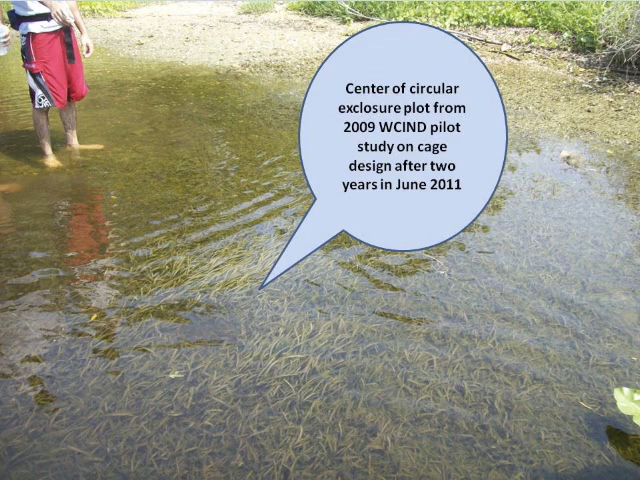 Center of circular
exclosure plot from
2009 WCIND pilot
study on cage
design after two
years in June 2011